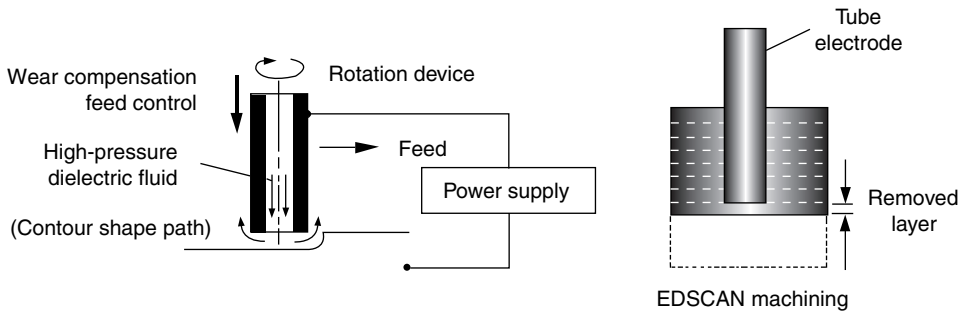 Wear compensation
feed control
Rotation device
High-pressure
dielectric fluid
Feed
Power supply
(Contour shape path)
Tube
electrode
Removed
layer
EDSCAN machining